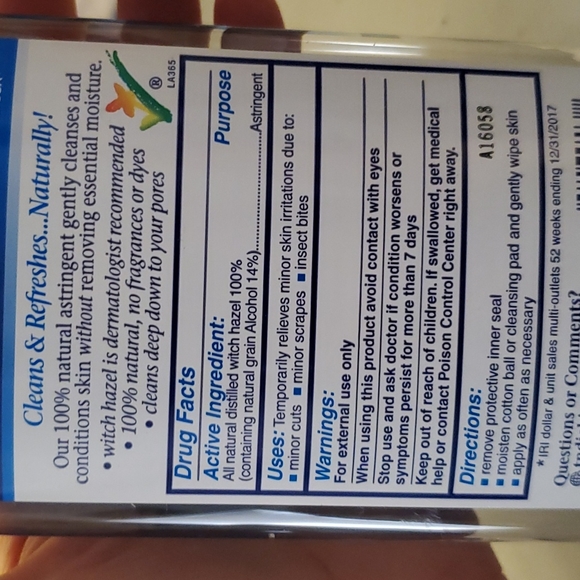 Cleans & Refreshes...Naturally!
Our 100% natural astringent gently cleanses and
conditions skin without removing essential moisture.
• witch hazel is dermatologist recommended
• 100% natural, no fragrances or dyes
• cleans deep down to your pores
®
LA365
Drug Facts
Active Ingredient: Purpose
All natural distilled witch hazel 100%
(containing natural grain Alcohol 14%)..........................Astringent
Uses: Temporarily relieves minor skin irritations due to:
■ minor cuts ■ minor scrapes ■ insect bites
Warnings:
For external use only
When using this product avoid contact with eyes
Stop use and ask doctor if condition worsens or
symptoms persist for more than 7 days
Keep out of reach of children. If swallowed, get medical
help or contact Poison Control Center right away.
Directions:
A16058
■ remove protective inner seal
■ moisten cotton ball or cleansing pad and gently wipe skin
■ apply as often as necessary
*IRI dollar & unit sales multi-outlets 52 weeks ending 12/31/2017
Questions or Comments?